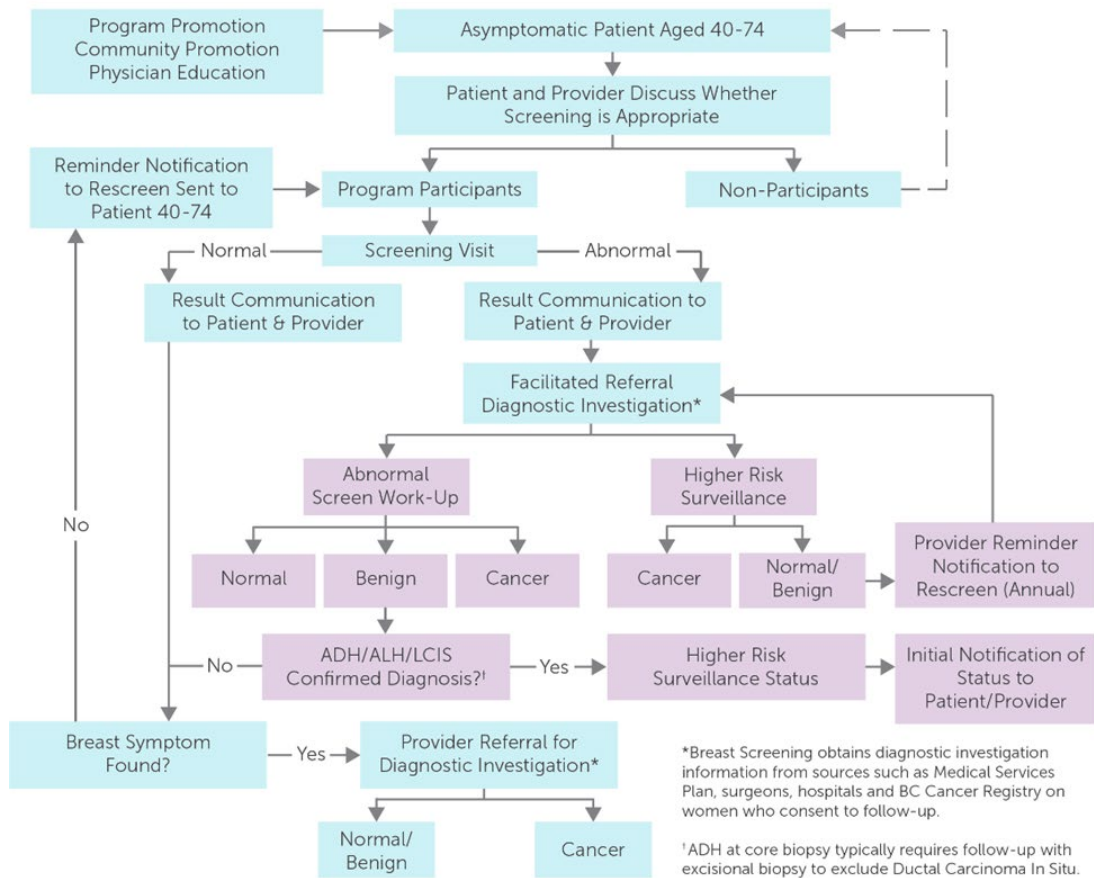 Program Promotion
Community Promotion
Physician Education
Asymptomatic Patient Aged 40-74
Patient and Provider Discuss Whether
Screening is Appropriate
Reminder Notification
to Rescreen Sent to
Patient 40-74
Program Participants
Non-Participants
Normal
Screening Visit
Abnormal
Result Communication
to Patient & Provider
Result Communication to
Patient & Provider
Facilitated Referral
Diagnostic Investigation*
Abnormal
Screen Work-Up
Higher Risk
Surveillance
No
Normal
Benign
Cancer
Cancer
Normal/
Benign
Provider Reminder
Notification to
Rescreen (Annual)
No
ADH/ALH/LCIS
Confirmed Diagnosis?†
Yes
Higher Risk
Surveillance Status
Initial Notification of
Status to
Patient/Provider
Breast Symptom
Found?
Yes
Provider Referral for
Diagnostic Investigation*
Normal/
Benign
Cancer
*Breast Screening obtains diagnostic investigation
information from sources such as Medical Services
Plan, surgeons, hospitals and BC Cancer Registry on
women who consent to follow-up.
†ADH at core biopsy typically requires follow-up with
excisional biopsy to exclude Ductal Carcinoma In Situ.